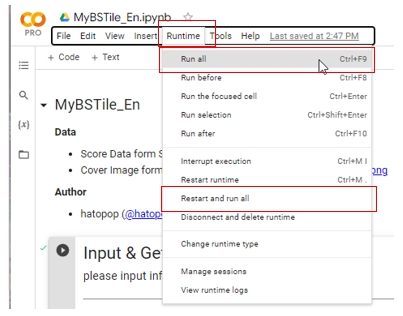 MyBSTile_En.ipynb
PRO
File Edit View Insert Runtime Tools Help Last saved at 2:47 PM
+ Code + Text
Run all Ctrl+F9
Run before Ctrl+F8
Run the focused cell Ctrl+Enter
Run selection Ctrl+Shift+Enter
Run after Ctrl+F10
Interrupt execution Ctrl+M I
Restart runtime Ctrl+M .
Restart and run all
Disconnect and delete runtime
Change runtime type
Manage sessions
View runtime logs
{x}
MyBSTile_En
Data
Score Data form S
Cover Image form
ong
Author
hatopop (@hatop
Input & Ge
please input inf